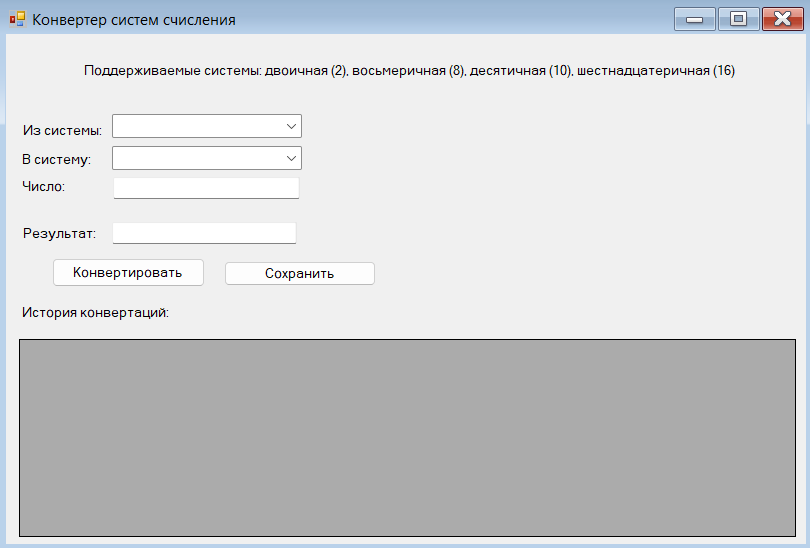 Конвертер систем счисления
Поддерживаемые системы: двоичная (2), восьмеричная (8), десятичная (10), шестнадцатеричная (16)
Из системы:
В систему:
Число:
Результат:
Конвертировать Сохранить
История конвертаций: